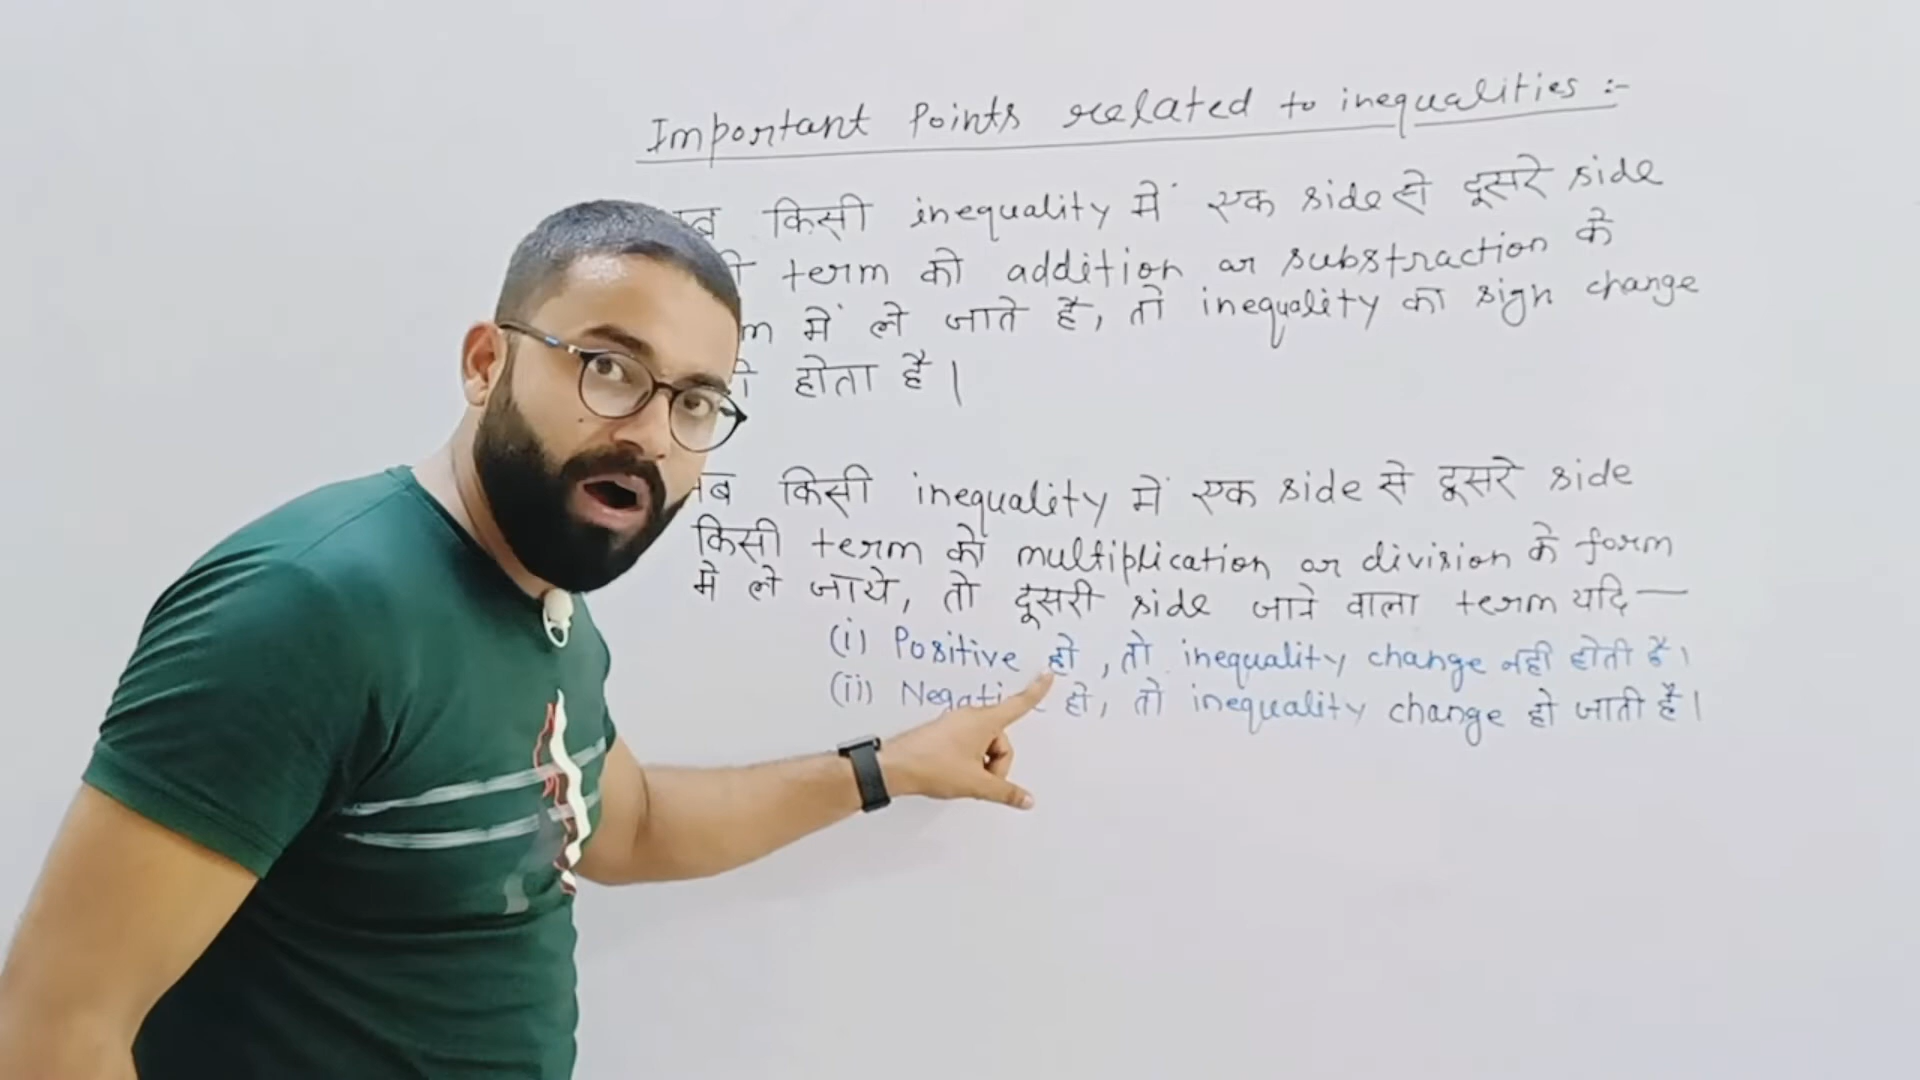 Important Points related to inequalities :-
किसी inequality में एक side से दूसरे side
term को addition or substraction के
में ले जाते है, तो inequality का sign change
होता है।
किसी inequality में एक side से दूसरे side
किसी term को multiplication or division के form
मे ले जाये, तो दूसरी side जाने वाला term यदि —
(i) Positive हो, तो inequality change नही होती है।
(ii) हो, तो inequality change हो जाती है।